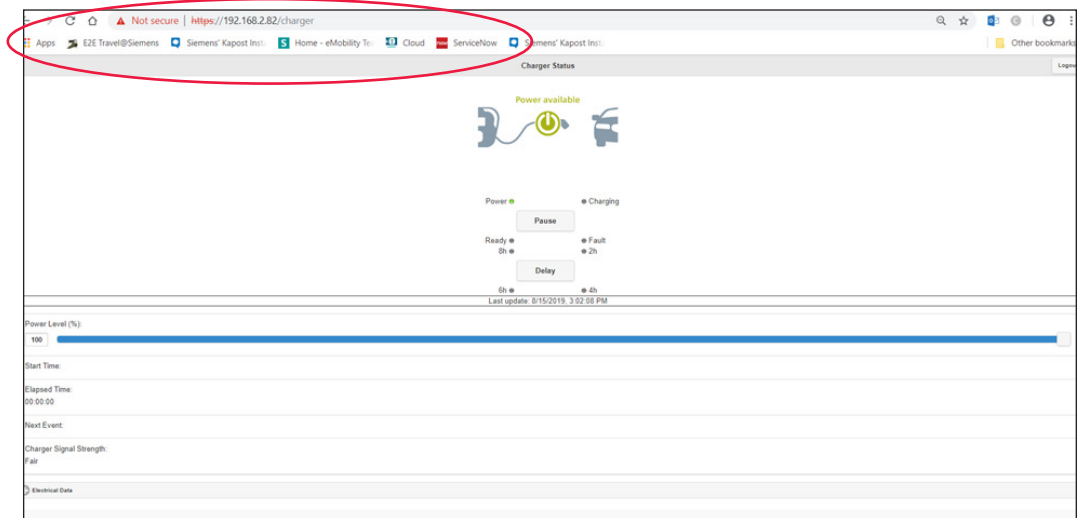 Not secure | https://192.168.2.82/charger
Apps E2E Travel@Siemens Siemens' Kapost Inst Home - eMobility Te Cloud ServiceNow Siemens' Kapost Inst Other bookmarks
Charger Status Logou
Power available
Power Charging
Pause
Ready Fault
8h 2h
Delay
6h 4h
Last update: 8/15/2019, 3:02:08 PM
Power Level (%):
100
Start Time:
Elapsed Time:
00:00:00
Next Event:
Charger Signal Strength:
Fair
Electrical Data